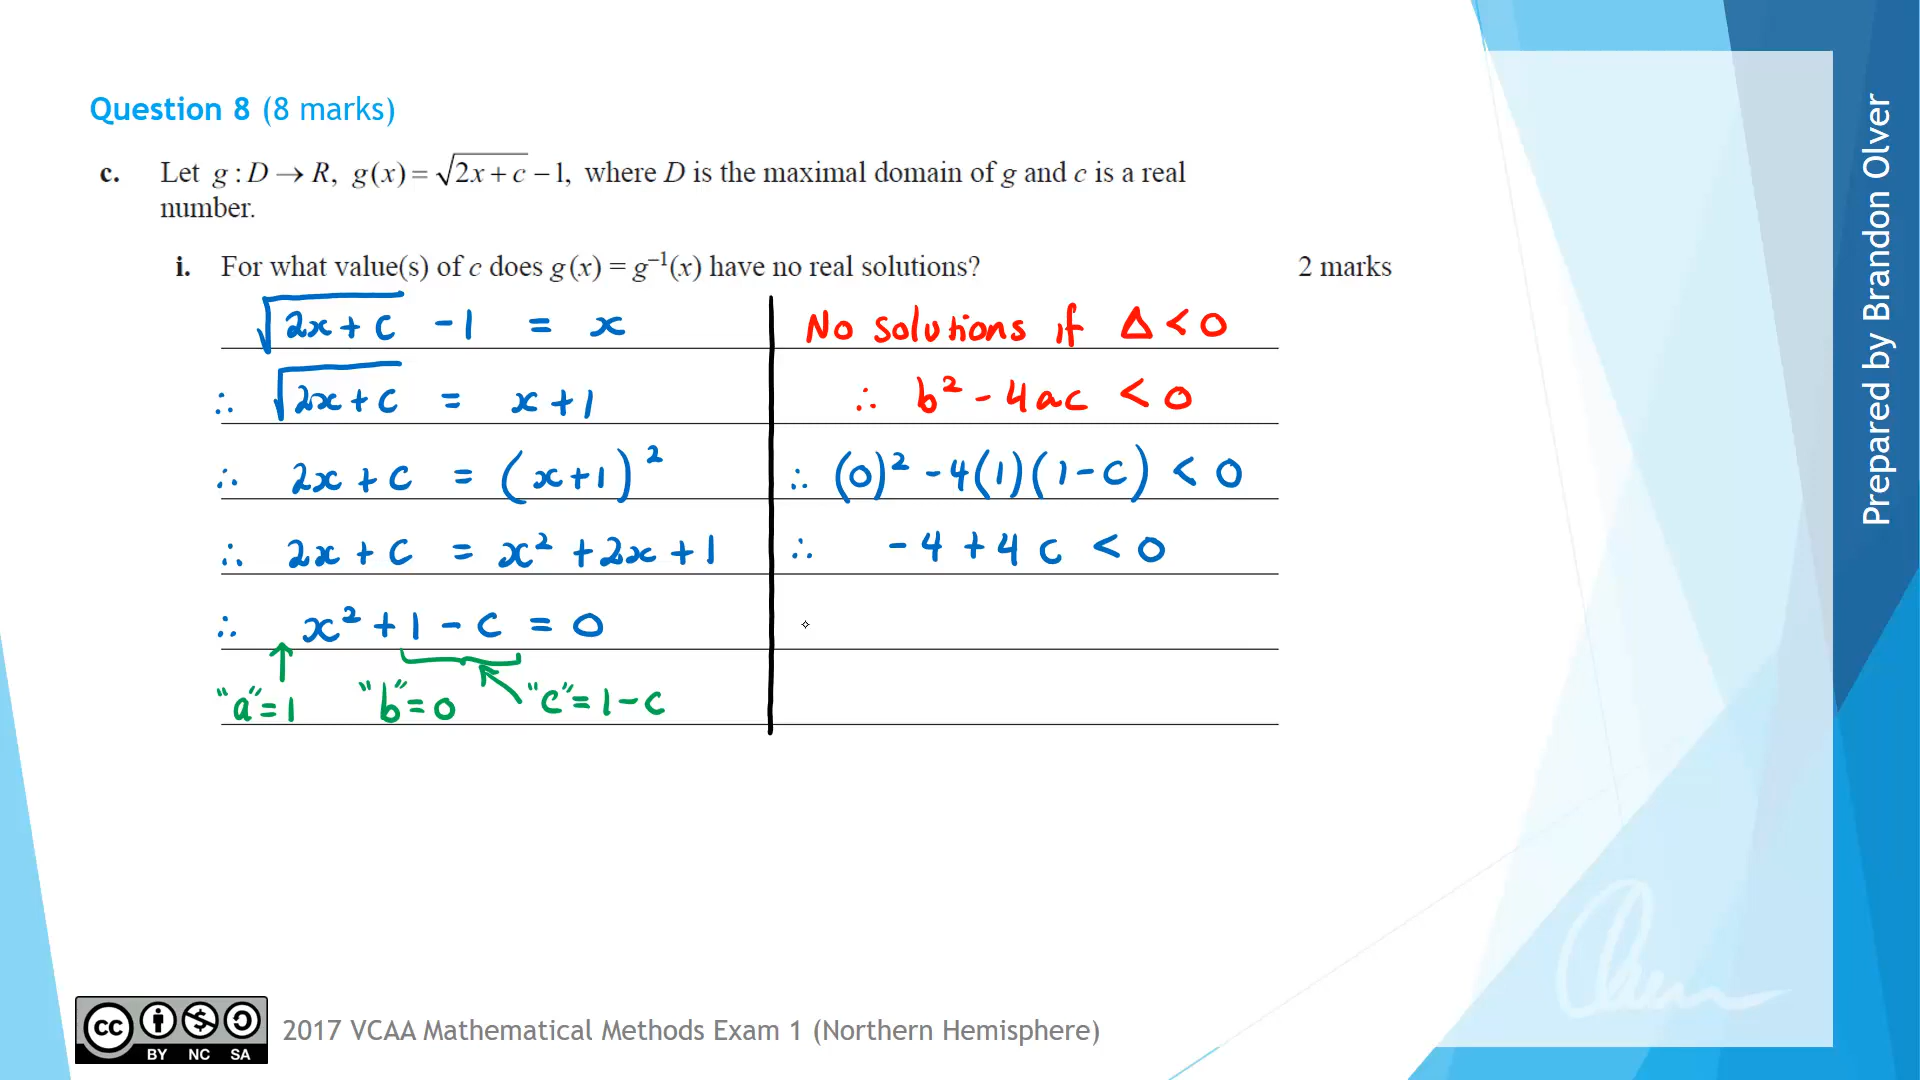 Question 8 (8 marks)
c. Let g : D → R, g(x) = √(2x + c) − 1, where D is the maximal domain of g and c is a real
number.
i. For what value(s) of c does g(x) = g⁻¹(x) have no real solutions? 2 marks
√(2x + c) - 1 = x
∴ √(2x + c) = x + 1
∴ 2x + c = (x + 1)²
∴ 2x + c = x² + 2x + 1
∴ x² + 1 - c = 0
"a" = 1 "b" = 0 "c" = 1 - c
No solutions if Δ < 0
∴ b² - 4ac < 0
∴ (0)² - 4(1)(1 - c) < 0
∴ -4 + 4c < 0
Prepared by Brandon Olver
cc
BY NC SA
2017 VCAA Mathematical Methods Exam 1 (Northern Hemisphere)